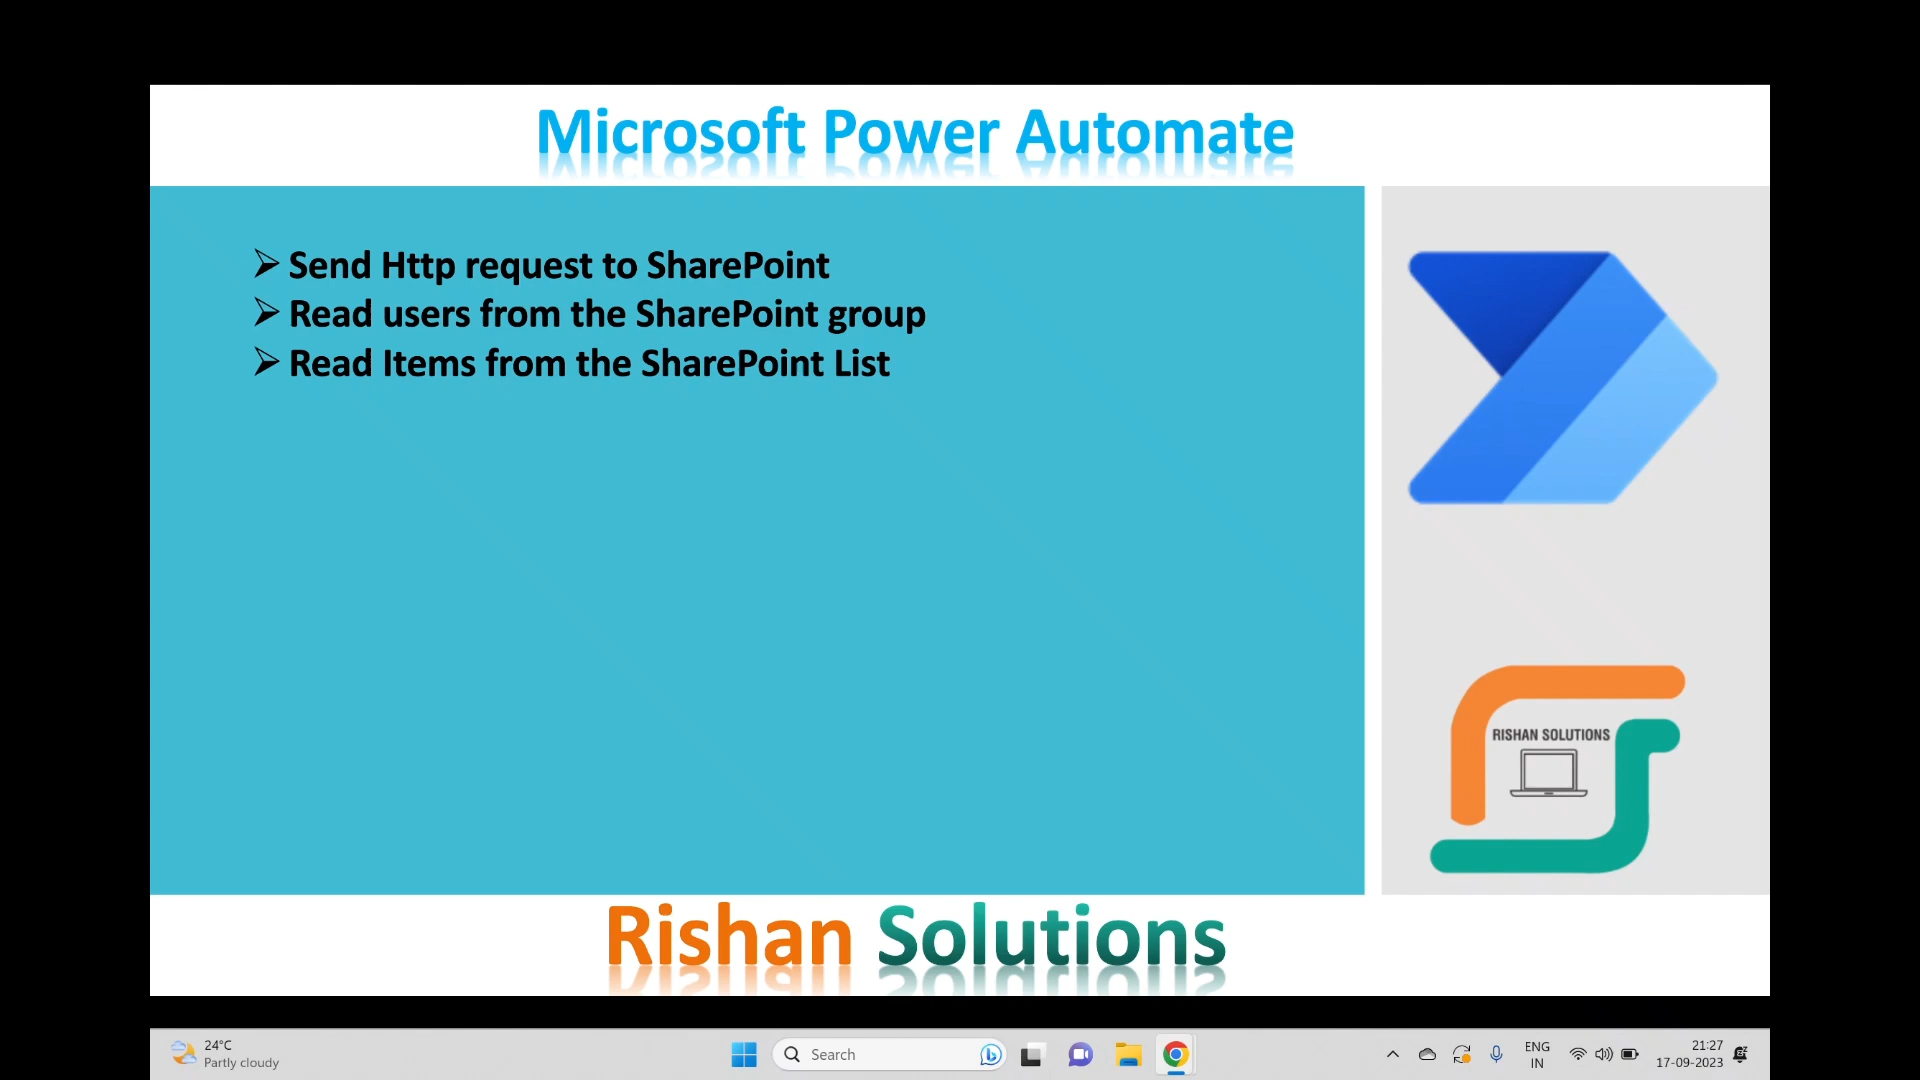 Microsoft Power Automate
Send Http request to SharePoint
Read users from the SharePoint group
Read Items from the SharePoint List
RISHAN SOLUTIONS
Rishan Solutions
24°C
Partly cloudy
Search
ENG
IN
21:27
17-09-2023